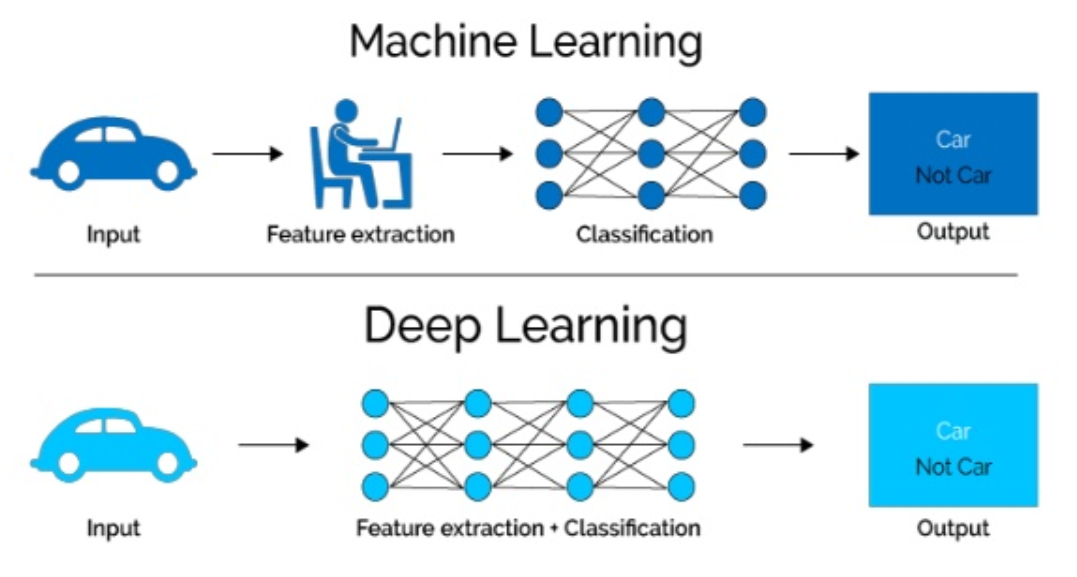 Machine Learning
Car
Not Car
Input
Feature extraction
Classification
Output
Deep Learning
Car
Not Car
Input
Feature extraction + Classification
Output